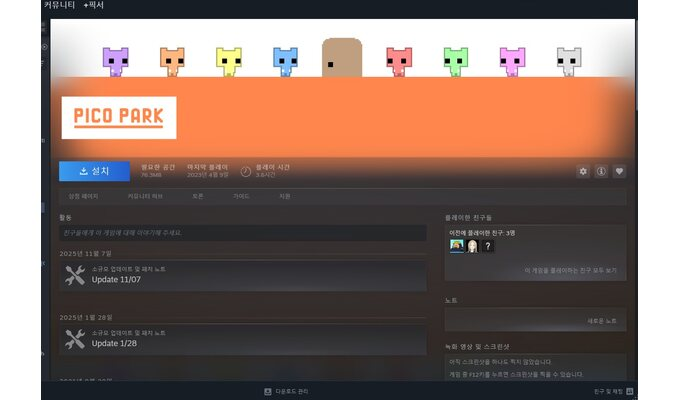 커뮤니티 +픽서
PICO PARK
설치
필요한 공간
76.3MB
마지막 플레이
2023년 4월 9일
플레이 시간
3.6시간
상점 페이지
커뮤니티 허브
토론
가이드
지원
활동
친구들에게 이 게임에 대해 이야기해 주세요.
2025년 11월 7일
소규모 업데이트 및 패치 노트
Update 11/07
2025년 1월 28일
소규모 업데이트 및 패치 노트
Update 1/28
플레이한 친구들
이전에 플레이한 친구: 3명
?
이 게임을 플레이하는 친구 모두 보기
노트
새로운 노트
녹화 영상 및 스크린샷
아직 스크린샷을 하나도 찍지 않았습니다.
게임 중 F12키를 누르면 스크린샷을 찍을 수 있습니다.
다운로드 관리
친구 및 채팅